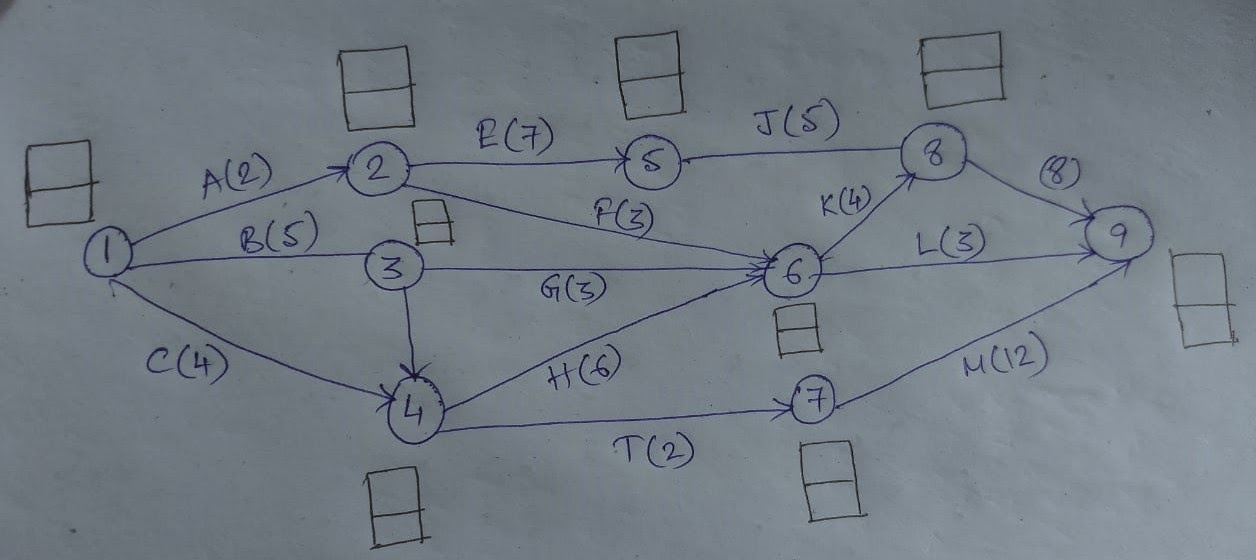 J(5)
E(7)
2
5
8
A(2)
(8)
K(4)
F(3)
B(5)
9
1
3
L(3)
6
G(3)
C(4)
H(6)
M(12)
4
7
T(2)